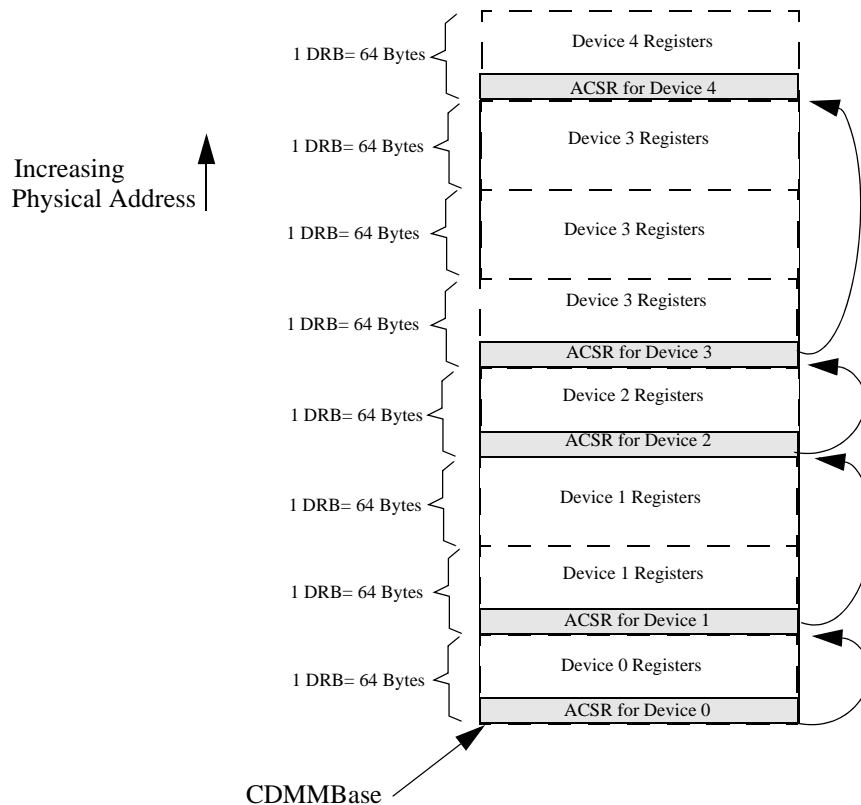 Device 4 Registers
1 DRB= 64 Bytes
ACSR for Device 4
Device 3 Registers
1 DRB= 64 Bytes
Increasing
Physical Address
Device 3 Registers
1 DRB= 64 Bytes
Device 3 Registers
1 DRB= 64 Bytes
ACSR for Device 3
Device 2 Registers
1 DRB= 64 Bytes
ACSR for Device 2
Device 1 Registers
1 DRB= 64 Bytes
Device 1 Registers
1 DRB= 64 Bytes
ACSR for Device 1
Device 0 Registers
1 DRB= 64 Bytes
ACSR for Device 0
CDMMBase